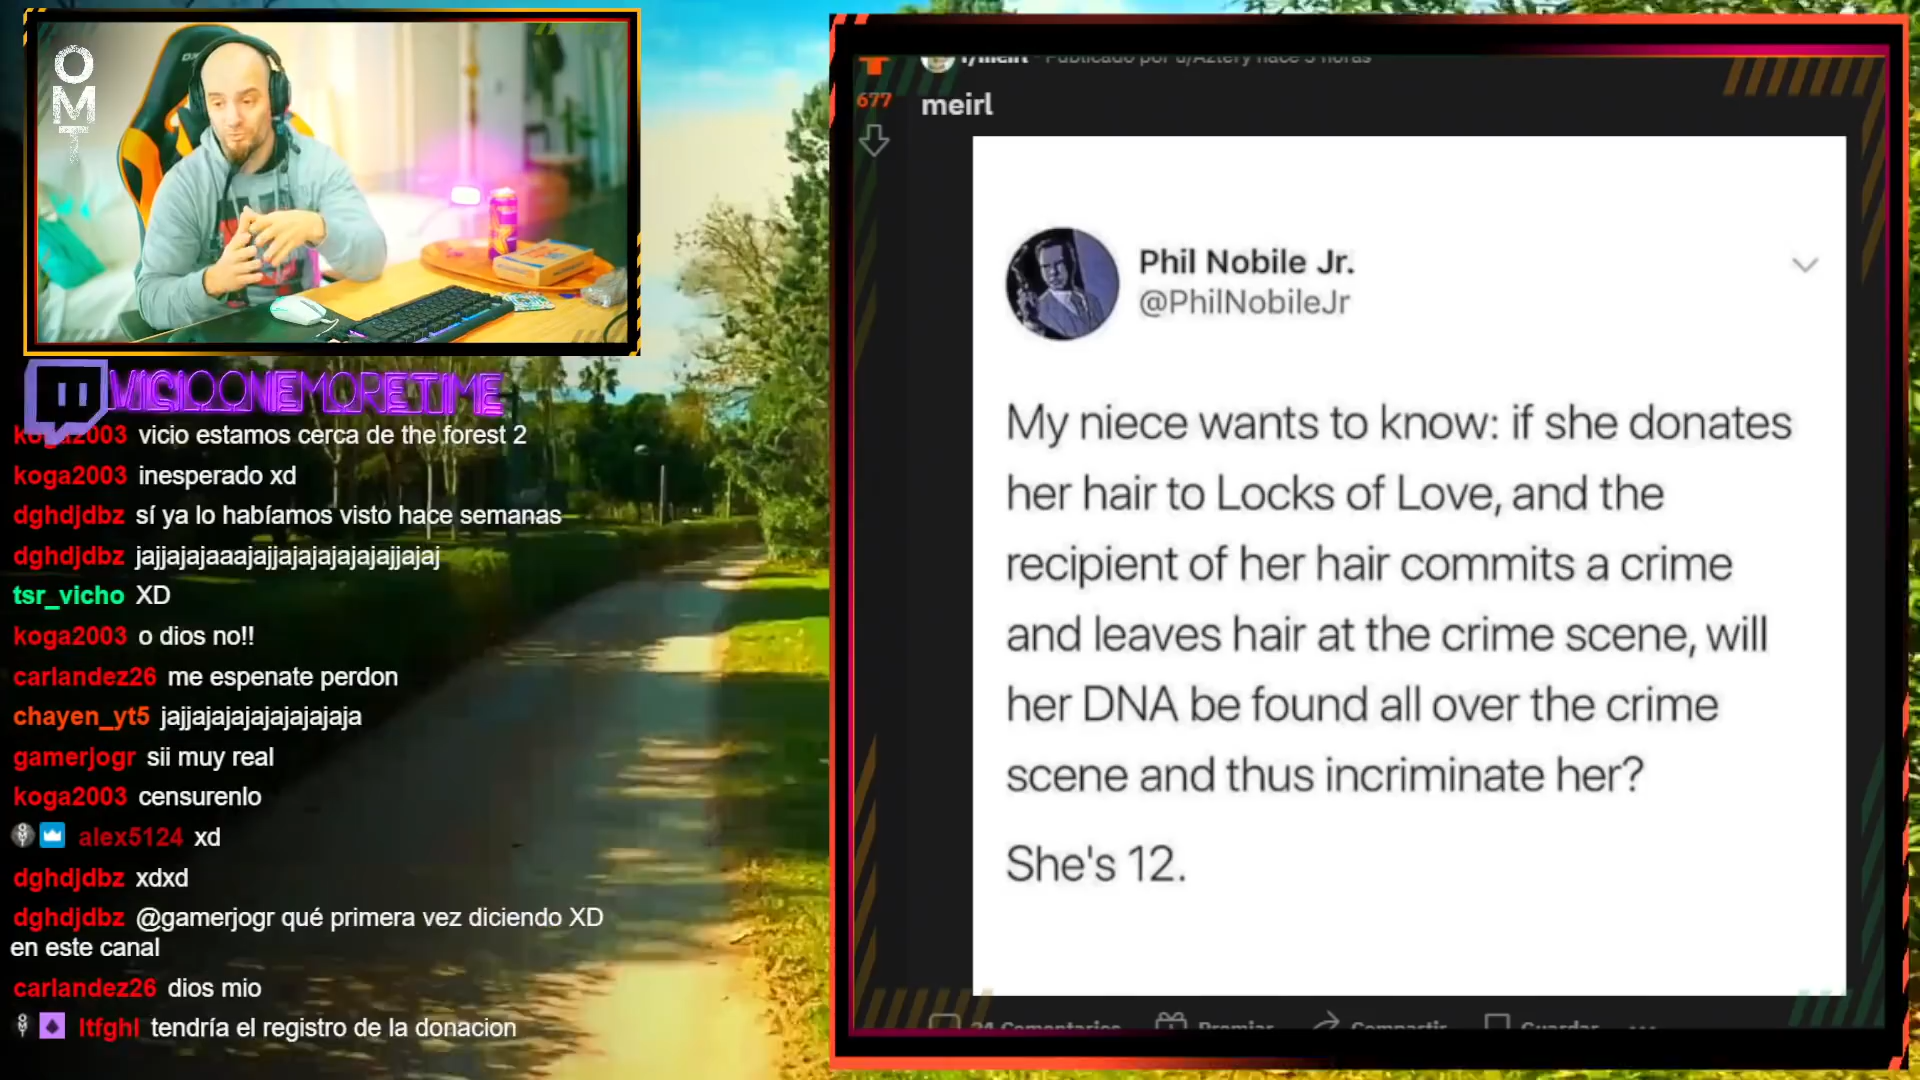 OMT
VICIOONEMORETIME
koga2003 vicio estamos cerca de the forest 2
koga2003 inesperado xd
dghdjdbz sí ya lo habíamos visto hace semanas
dghdjdbz jajjajajaaajajjajajajajajajjajaj
tsr_vicho XD
koga2003 o dios no!!
carlandez26 me espenate perdon
chayen_yt5 jajjajajajajajajaja
gamerjogr sii muy real
koga2003 censurenlo
alex5124 xd
dghdjdbz xdxd
dghdjdbz @gamerjogr qué primera vez diciendo XD
en este canal
carlandez26 dios mio
ltfghl tendría el registro de la donacion
r/meirl · Publicado por u/Aztery hace 5 horas
677
meirl
Phil Nobile Jr.
@PhilNobileJr
My niece wants to know: if she donates
her hair to Locks of Love, and the
recipient of her hair commits a crime
and leaves hair at the crime scene, will
her DNA be found all over the crime
scene and thus incriminate her?
She's 12.
Comentarios Premiar Compartir Guardar ...